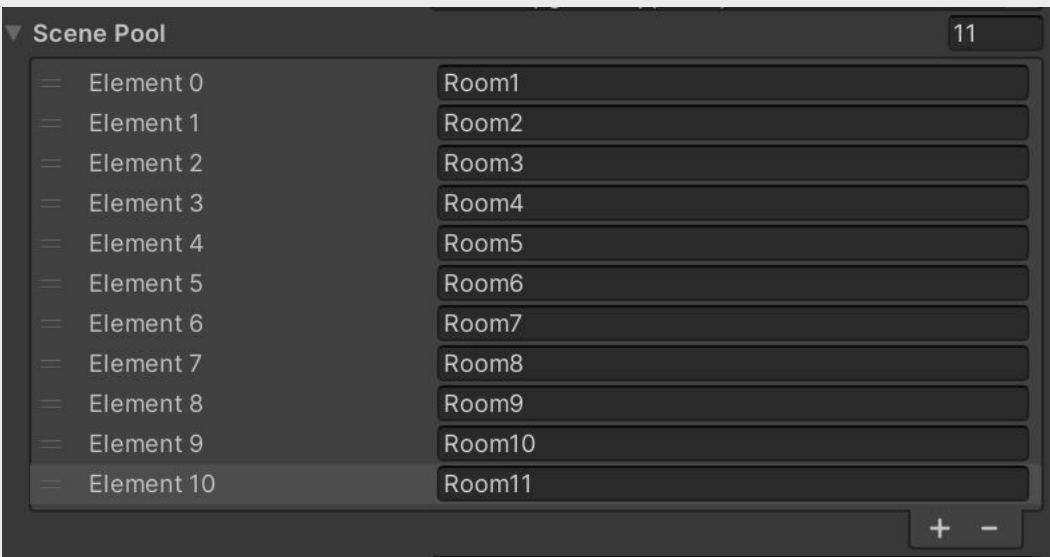 Scene Pool 11
Element 0 Room1
Element 1 Room2
Element 2 Room3
Element 3 Room4
Element 4 Room5
Element 5 Room6
Element 6 Room7
Element 7 Room8
Element 8 Room9
Element 9 Room10
Element 10 Room11
+ -